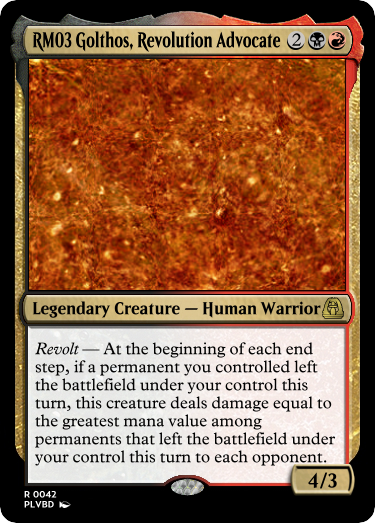 RM03 Golthos, Revolution Advocate 2
Legendary Creature — Human Warrior
Revolt — At the beginning of each end
step, if a permanent you controlled left
the battlefield under your control this
turn, this creature deals damage equal to
the greatest mana value among
permanents that left the battlefield under
your control this turn to each opponent.
4/3
R 0042
PLVBD